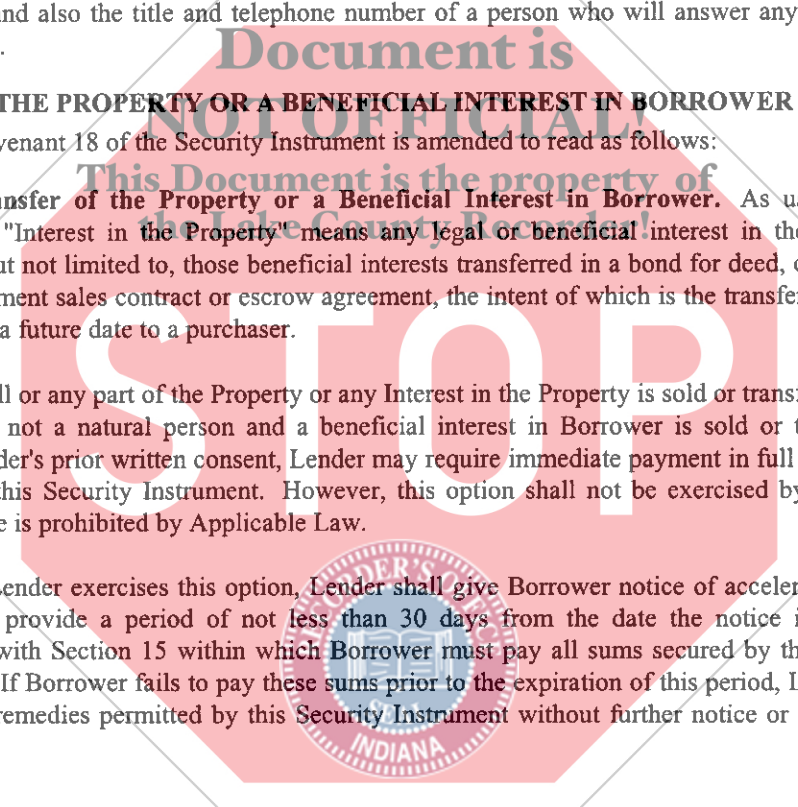 nd also the title and telephone number of a person who will answer any
.
Document is
THE PROPERTY OR A BENEFICIAL INTEREST IN BORROWER
NOT OFFICIAL!
venant 18 of the Security Instrument is amended to read as follows:
This Document is the property of
nsfer of the Property or a Beneficial Interest in Borrower. As u
the Lake County Recorder!
"Interest in the Property" means any legal or beneficial interest in the
ut not limited to, those beneficial interests transferred in a bond for deed,
ment sales contract or escrow agreement, the intent of which is the transfe
a future date to a purchaser.
STOP
ll or any part of the Property or any Interest in the Property is sold or trans
not a natural person and a beneficial interest in Borrower is sold or t
der's prior written consent, Lender may require immediate payment in full
this Security Instrument. However, this option shall not be exercised by
e is prohibited by Applicable Law.
Lender exercises this option, Lender shall give Borrower notice of acceler
provide a period of not less than 30 days from the date the notice i
with Section 15 within which Borrower must pay all sums secured by th
If Borrower fails to pay these sums prior to the expiration of this period, L
remedies permitted by this Security Instrument without further notice or
RECORDER'S OFFICE
SEAL
INDIANA